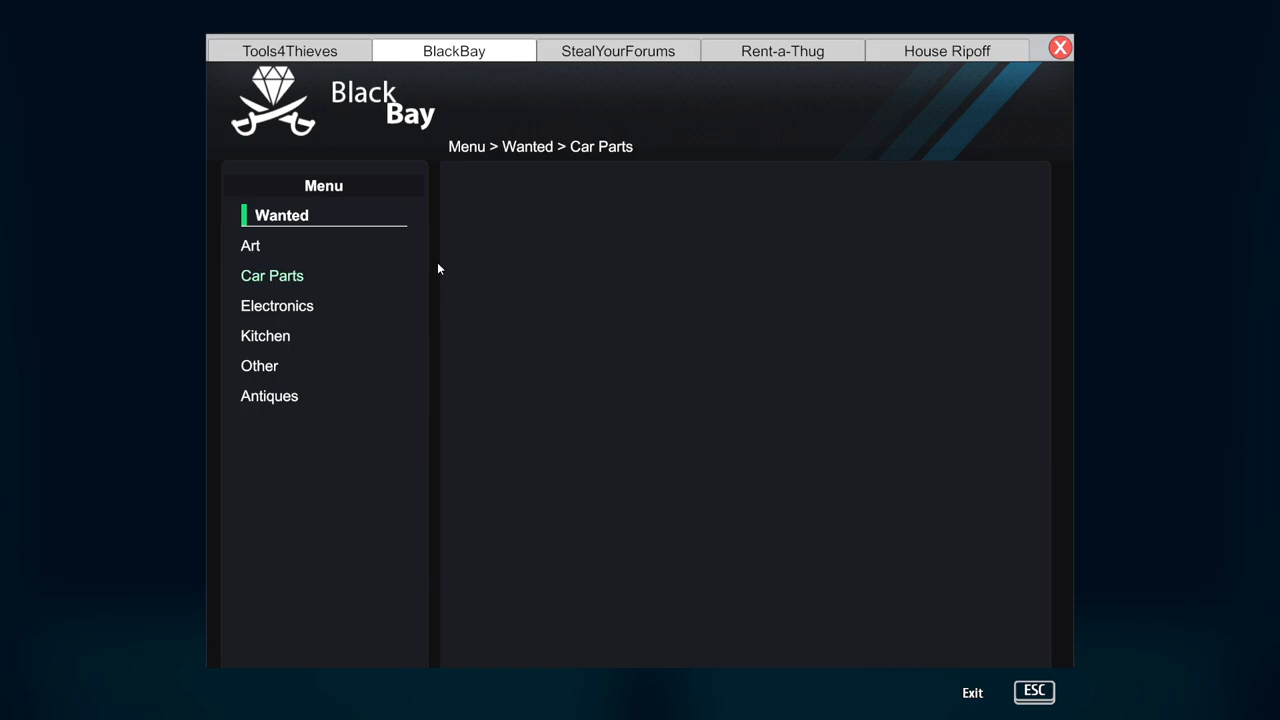 Tools4Thieves
BlackBay
StealYourForums
Rent-a-Thug
House Ripoff
X
Black
Bay
Menu > Wanted > Car Parts
Menu
Wanted
Art
Car Parts
Electronics
Kitchen
Other
Antiques
Exit
ESC